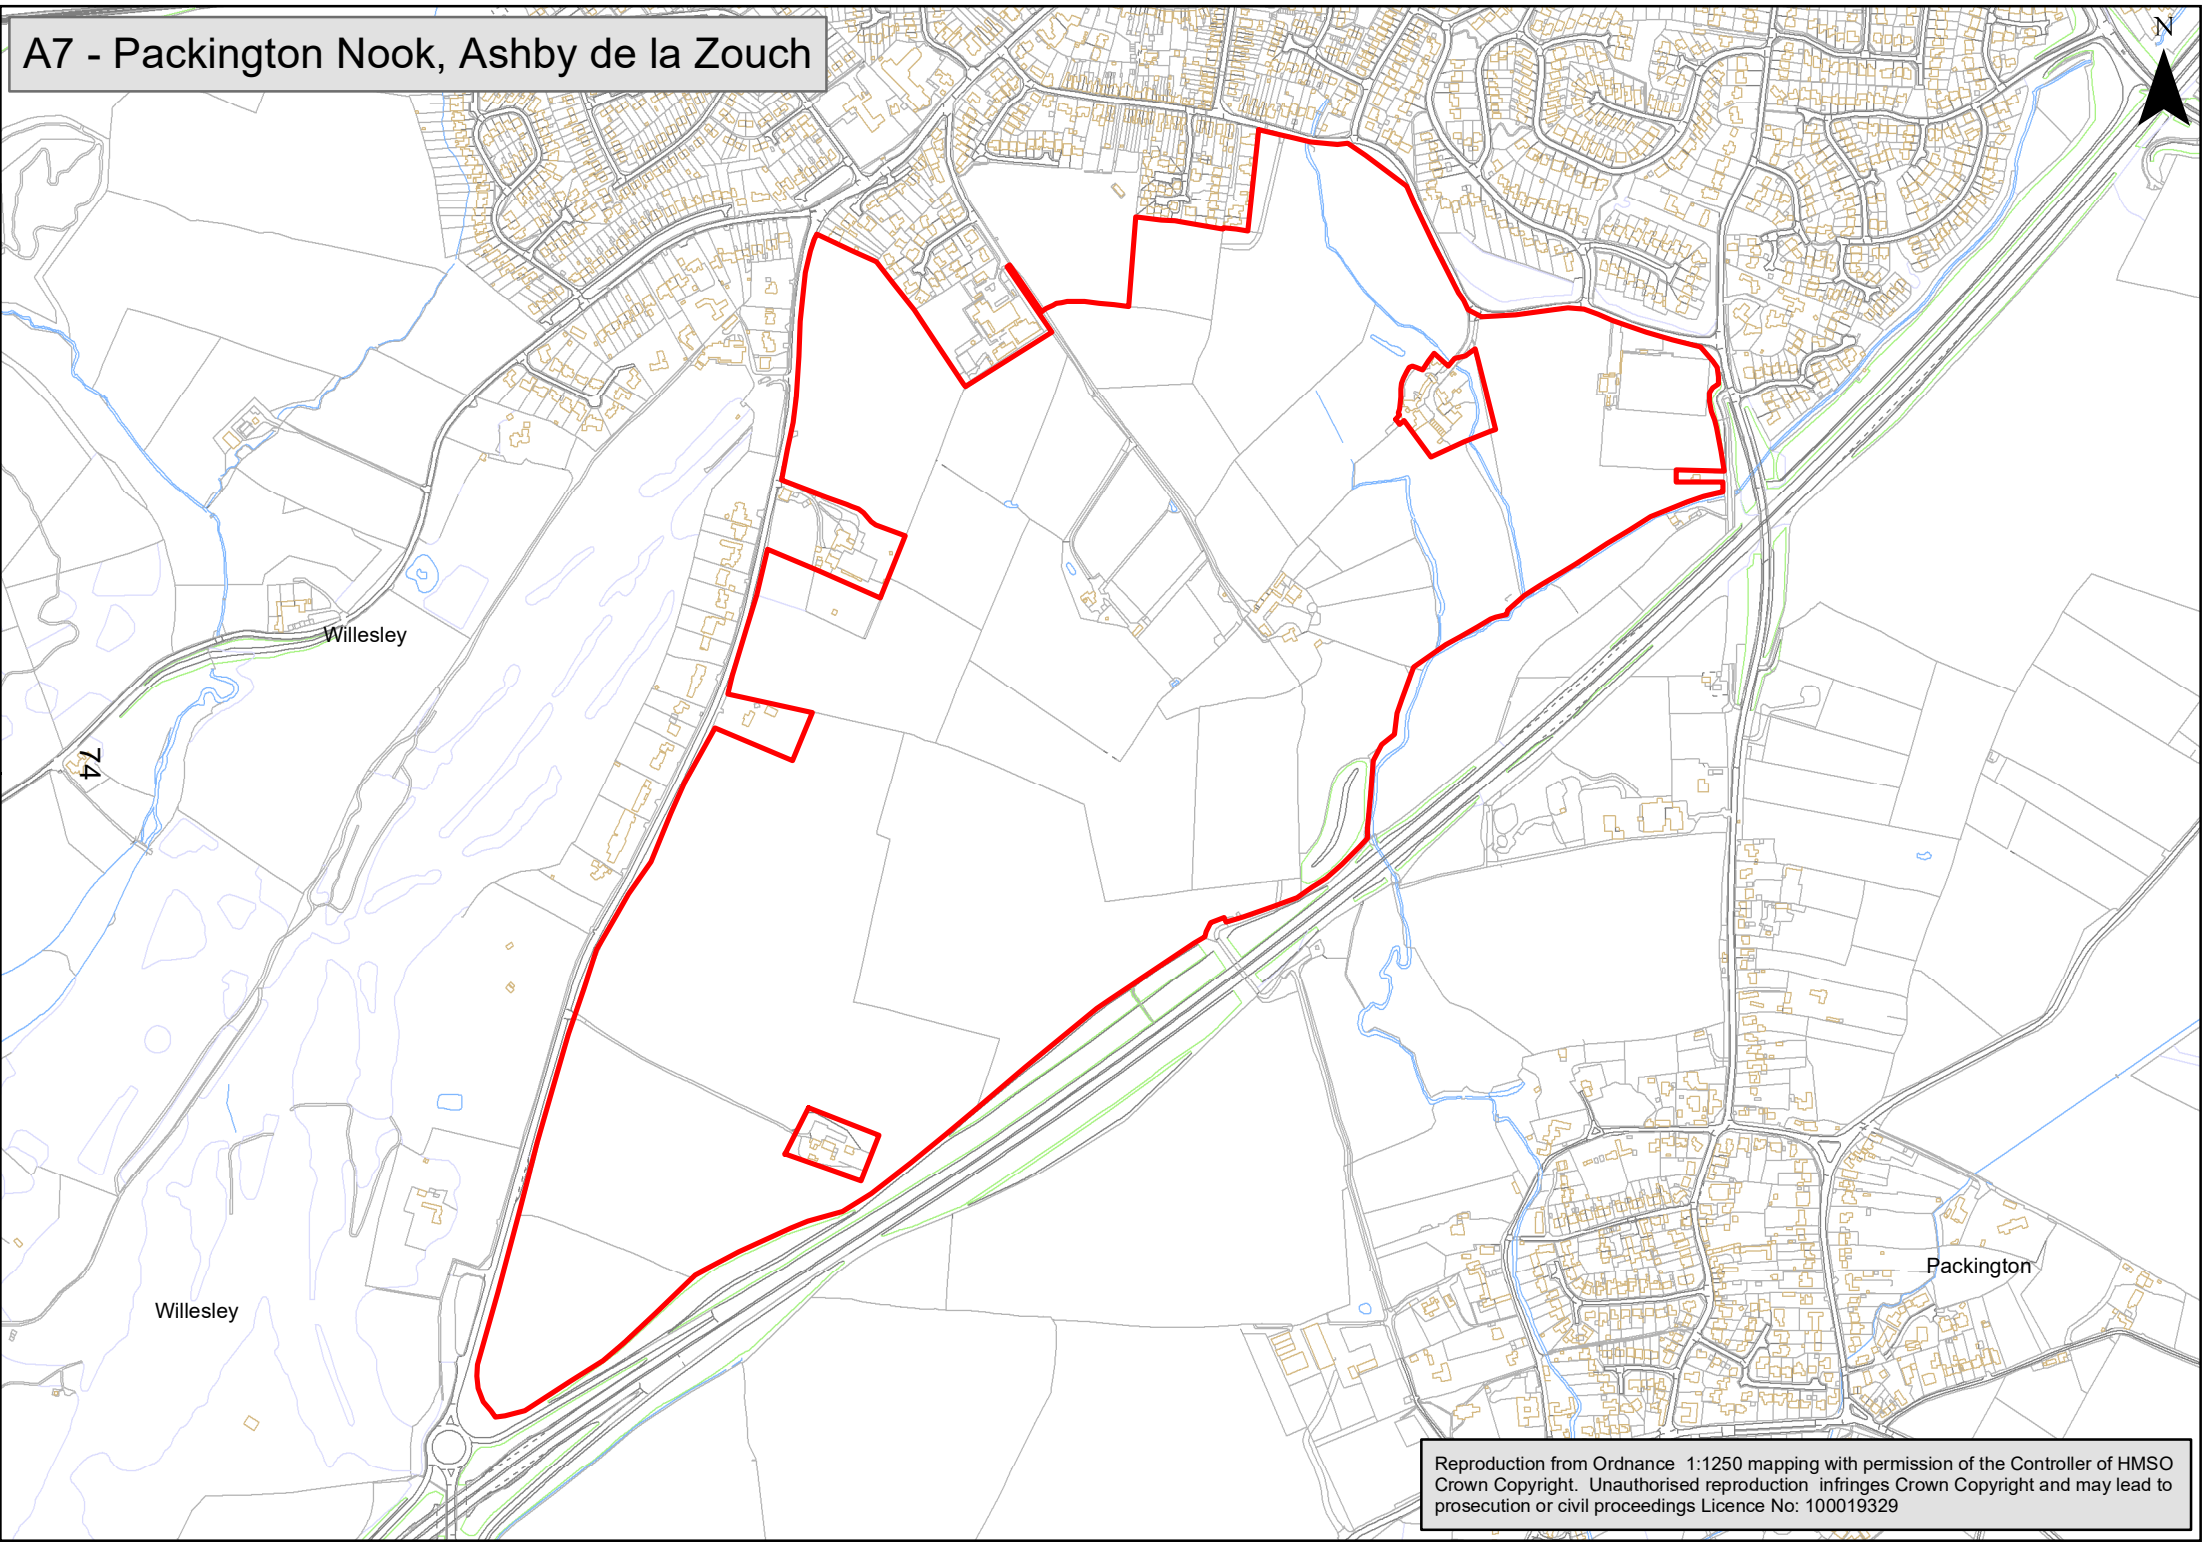 A7 - Packington Nook, Ashby de la Zouch
N
Willesley
74
Willesley
Packington
Reproduction from Ordnance 1:1250 mapping with permission of the Controller of HMSO
Crown Copyright. Unauthorised reproduction infringes Crown Copyright and may lead to
prosecution or civil proceedings Licence No: 100019329